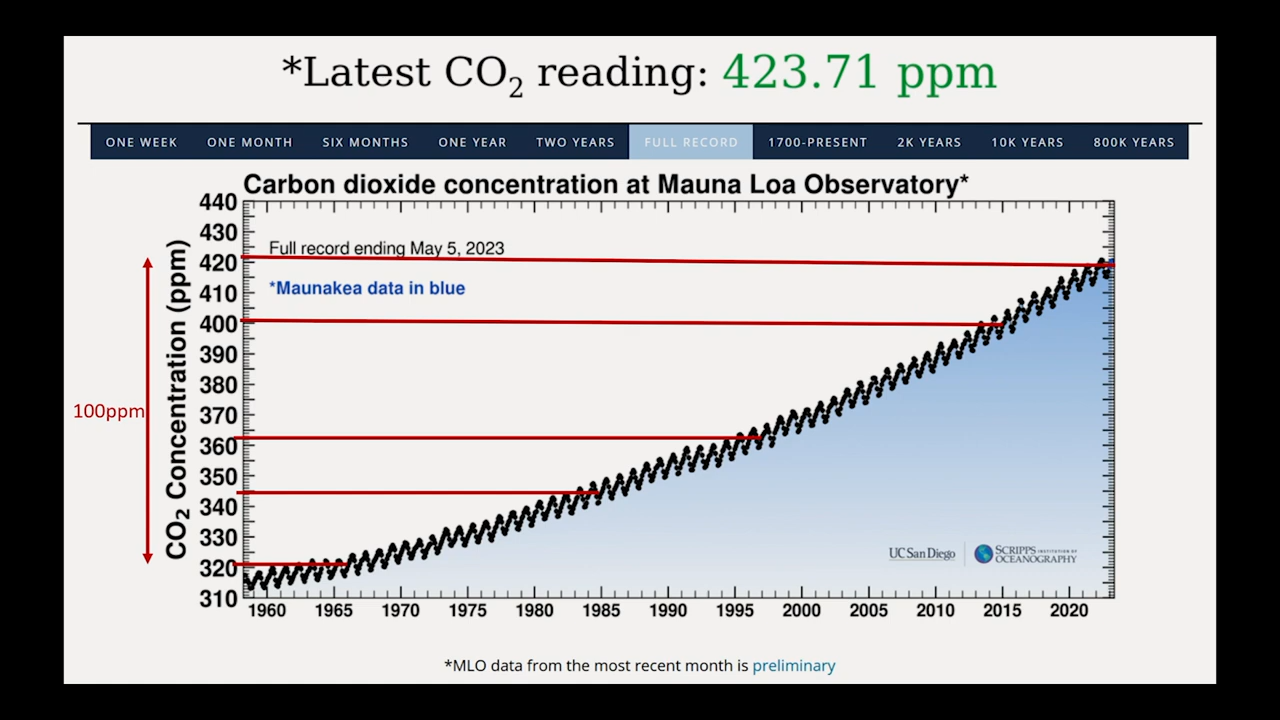 *Latest CO₂ reading: 423.71 ppm
ONE WEEK ONE MONTH SIX MONTHS ONE YEAR TWO YEARS FULL RECORD 1700-PRESENT 2K YEARS 10K YEARS 800K YEARS
Carbon dioxide concentration at Mauna Loa Observatory*
Full record ending May 5, 2023
*Maunakea data in blue
CO₂ Concentration (ppm)
440
430
420
410
400
390
380
370
360
350
340
330
320
310
100ppm
UC San Diego
SCRIPPS INSTITUTION OF
OCEANOGRAPHY
1960 1965 1970 1975 1980 1985 1990 1995 2000 2005 2010 2015 2020
*MLO data from the most recent month is preliminary